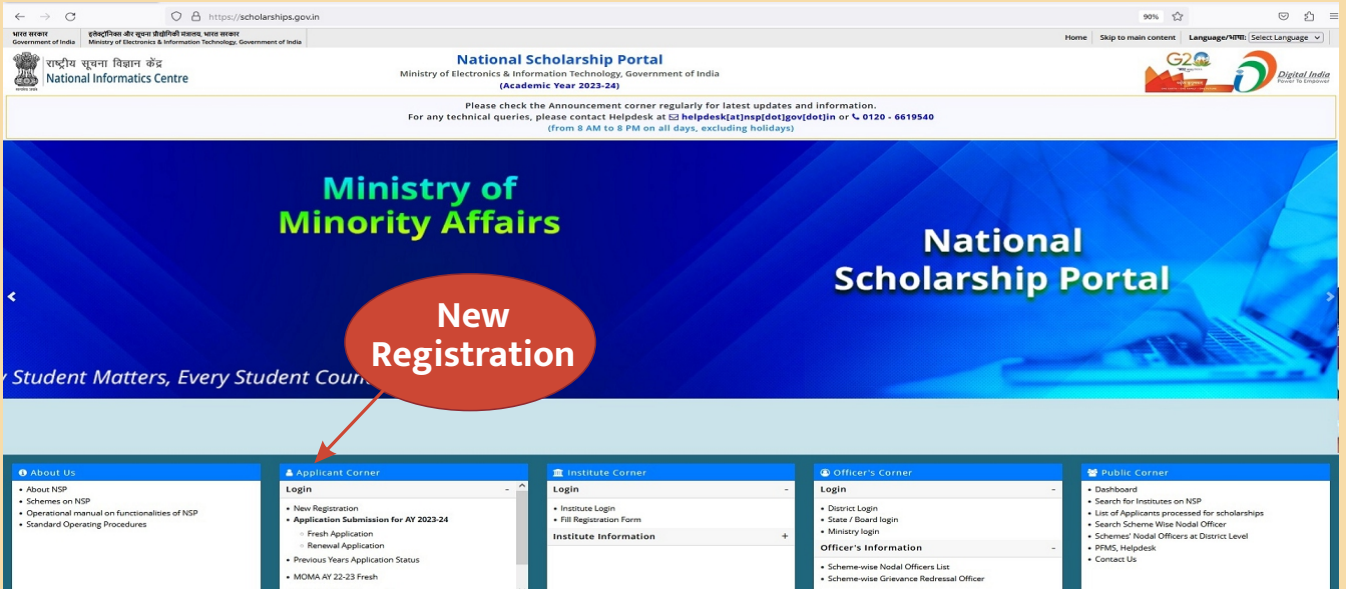 https://scholarships.gov.in
90%
भारत सरकार
Government of India
इलेक्ट्रॉनिक्स और सूचना प्रौद्योगिकी मंत्रालय, भारत सरकार
Ministry of Electronics & Information Technology, Government of India
Home
Skip to main content
Language/भाषा:
Select Language
राष्ट्रीय सूचना विज्ञान केंद्र
National Informatics Centre
National Scholarship Portal
Ministry of Electronics & Information Technology, Government of India
(Academic Year 2023-24)
G20
Digital India
Power To Empower
Please check the Announcement corner regularly for latest updates and information.
For any technical queries, please contact Helpdesk at helpdesk[at]nsp[dot]gov[dot]in or 0120 - 6619540
(from 8 AM to 8 PM on all days, excluding holidays)
Ministry of
Minority Affairs
National
Scholarship Portal
New
Registration
Student Matters, Every Student Coun
About Us
• About NSP
• Schemes on NSP
• Operational manual on functionalities of NSP
• Standard Operating Procedures
Applicant Corner
Login -
• New Registration
• Application Submission for AY 2023-24
Fresh Application
Renewal Application
• Previous Years Application Status
• MOMA AY 22-23 Fresh
Institute Corner
Login -
• Institute Login
• Fill Registration Form
Institute Information +
Officer's Corner
Login -
• District Login
• State / Board login
• Ministry login
Officer's Information -
• Scheme-wise Nodal Officers List
• Scheme-wise Grievance Redressal Officer
Public Corner
• Dashboard
• Search for Institutes on NSP
• List of Applicants processed for scholarships
• Search Scheme Wise Nodal Officer
• Schemes' Nodal Officers at District Level
• PFMS, Helpdesk
• Contact Us